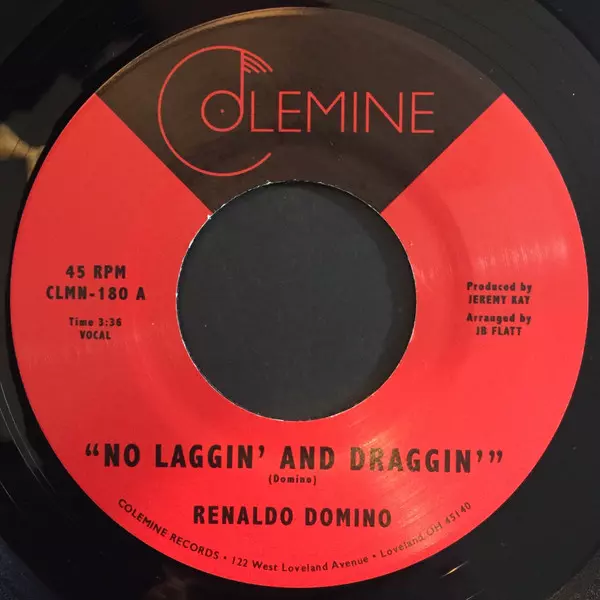 COLEMINE
45 RPM
CLMN-180 A
Time 3:36
VOCAL
Produced by
JEREMY KAY
Arranged by
JB FLATT
“NO LAGGIN’ AND DRAGGIN’”
(Domino)
RENALDO DOMINO
COLEMINE RECORDS • 122 West Loveland Avenue • Loveland, OH 45140